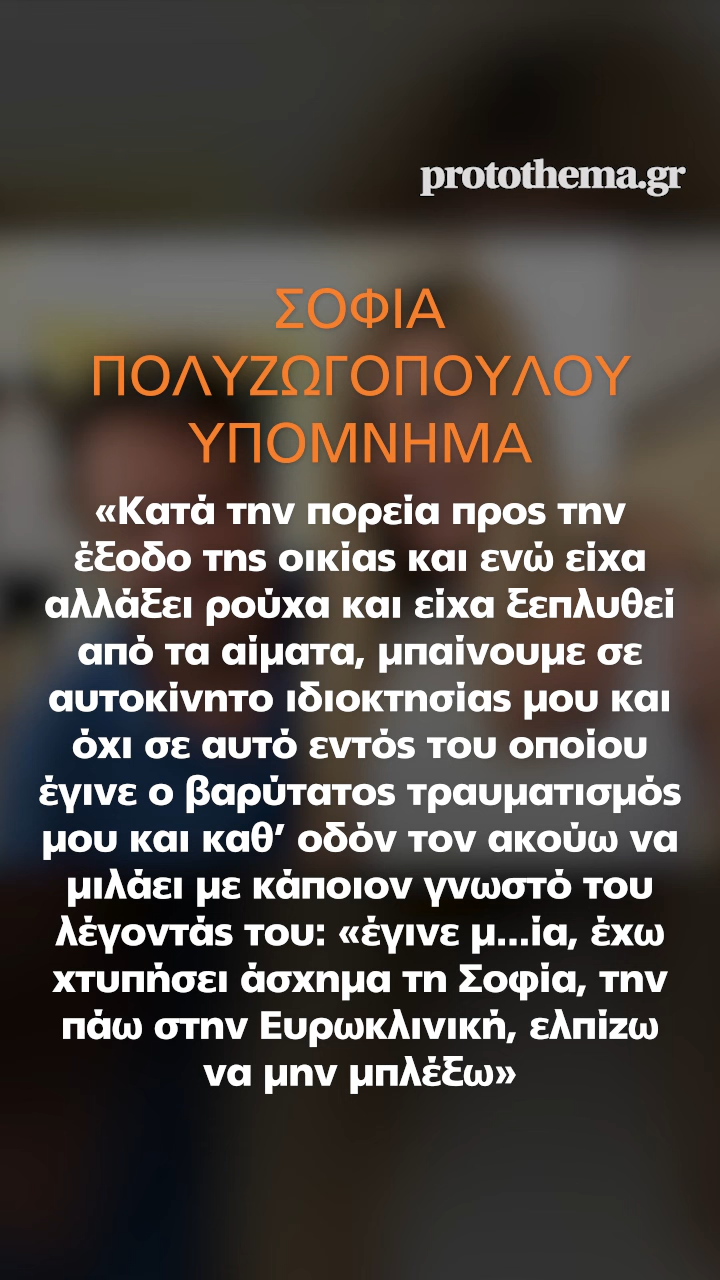 protothema.gr
ΣΟΦΙΑ
ΠΟΛΥΖΩΓΟΠΟΥΛΟΥ
ΥΠΟΜΝΗΜΑ
«Κατά την πορεία προς την
έξοδο της οικίας και ενώ είχα
αλλάξει ρούχα και είχα ξεπλυθεί
από τα αίματα, μπαίνουμε σε
αυτοκίνητο ιδιοκτησίας μου και
όχι σε αυτό εντός του οποίου
έγινε ο βαρύτατος τραυματισμός
μου και καθ’ οδόν τον ακούω να
μιλάει με κάποιον γνωστό του
λέγοντάς του: «έγινε μ...ία, έχω
χτυπήσει άσχημα τη Σοφία, την
πάω στην Ευρωκλινική, ελπίζω
να μην μπλέξω»